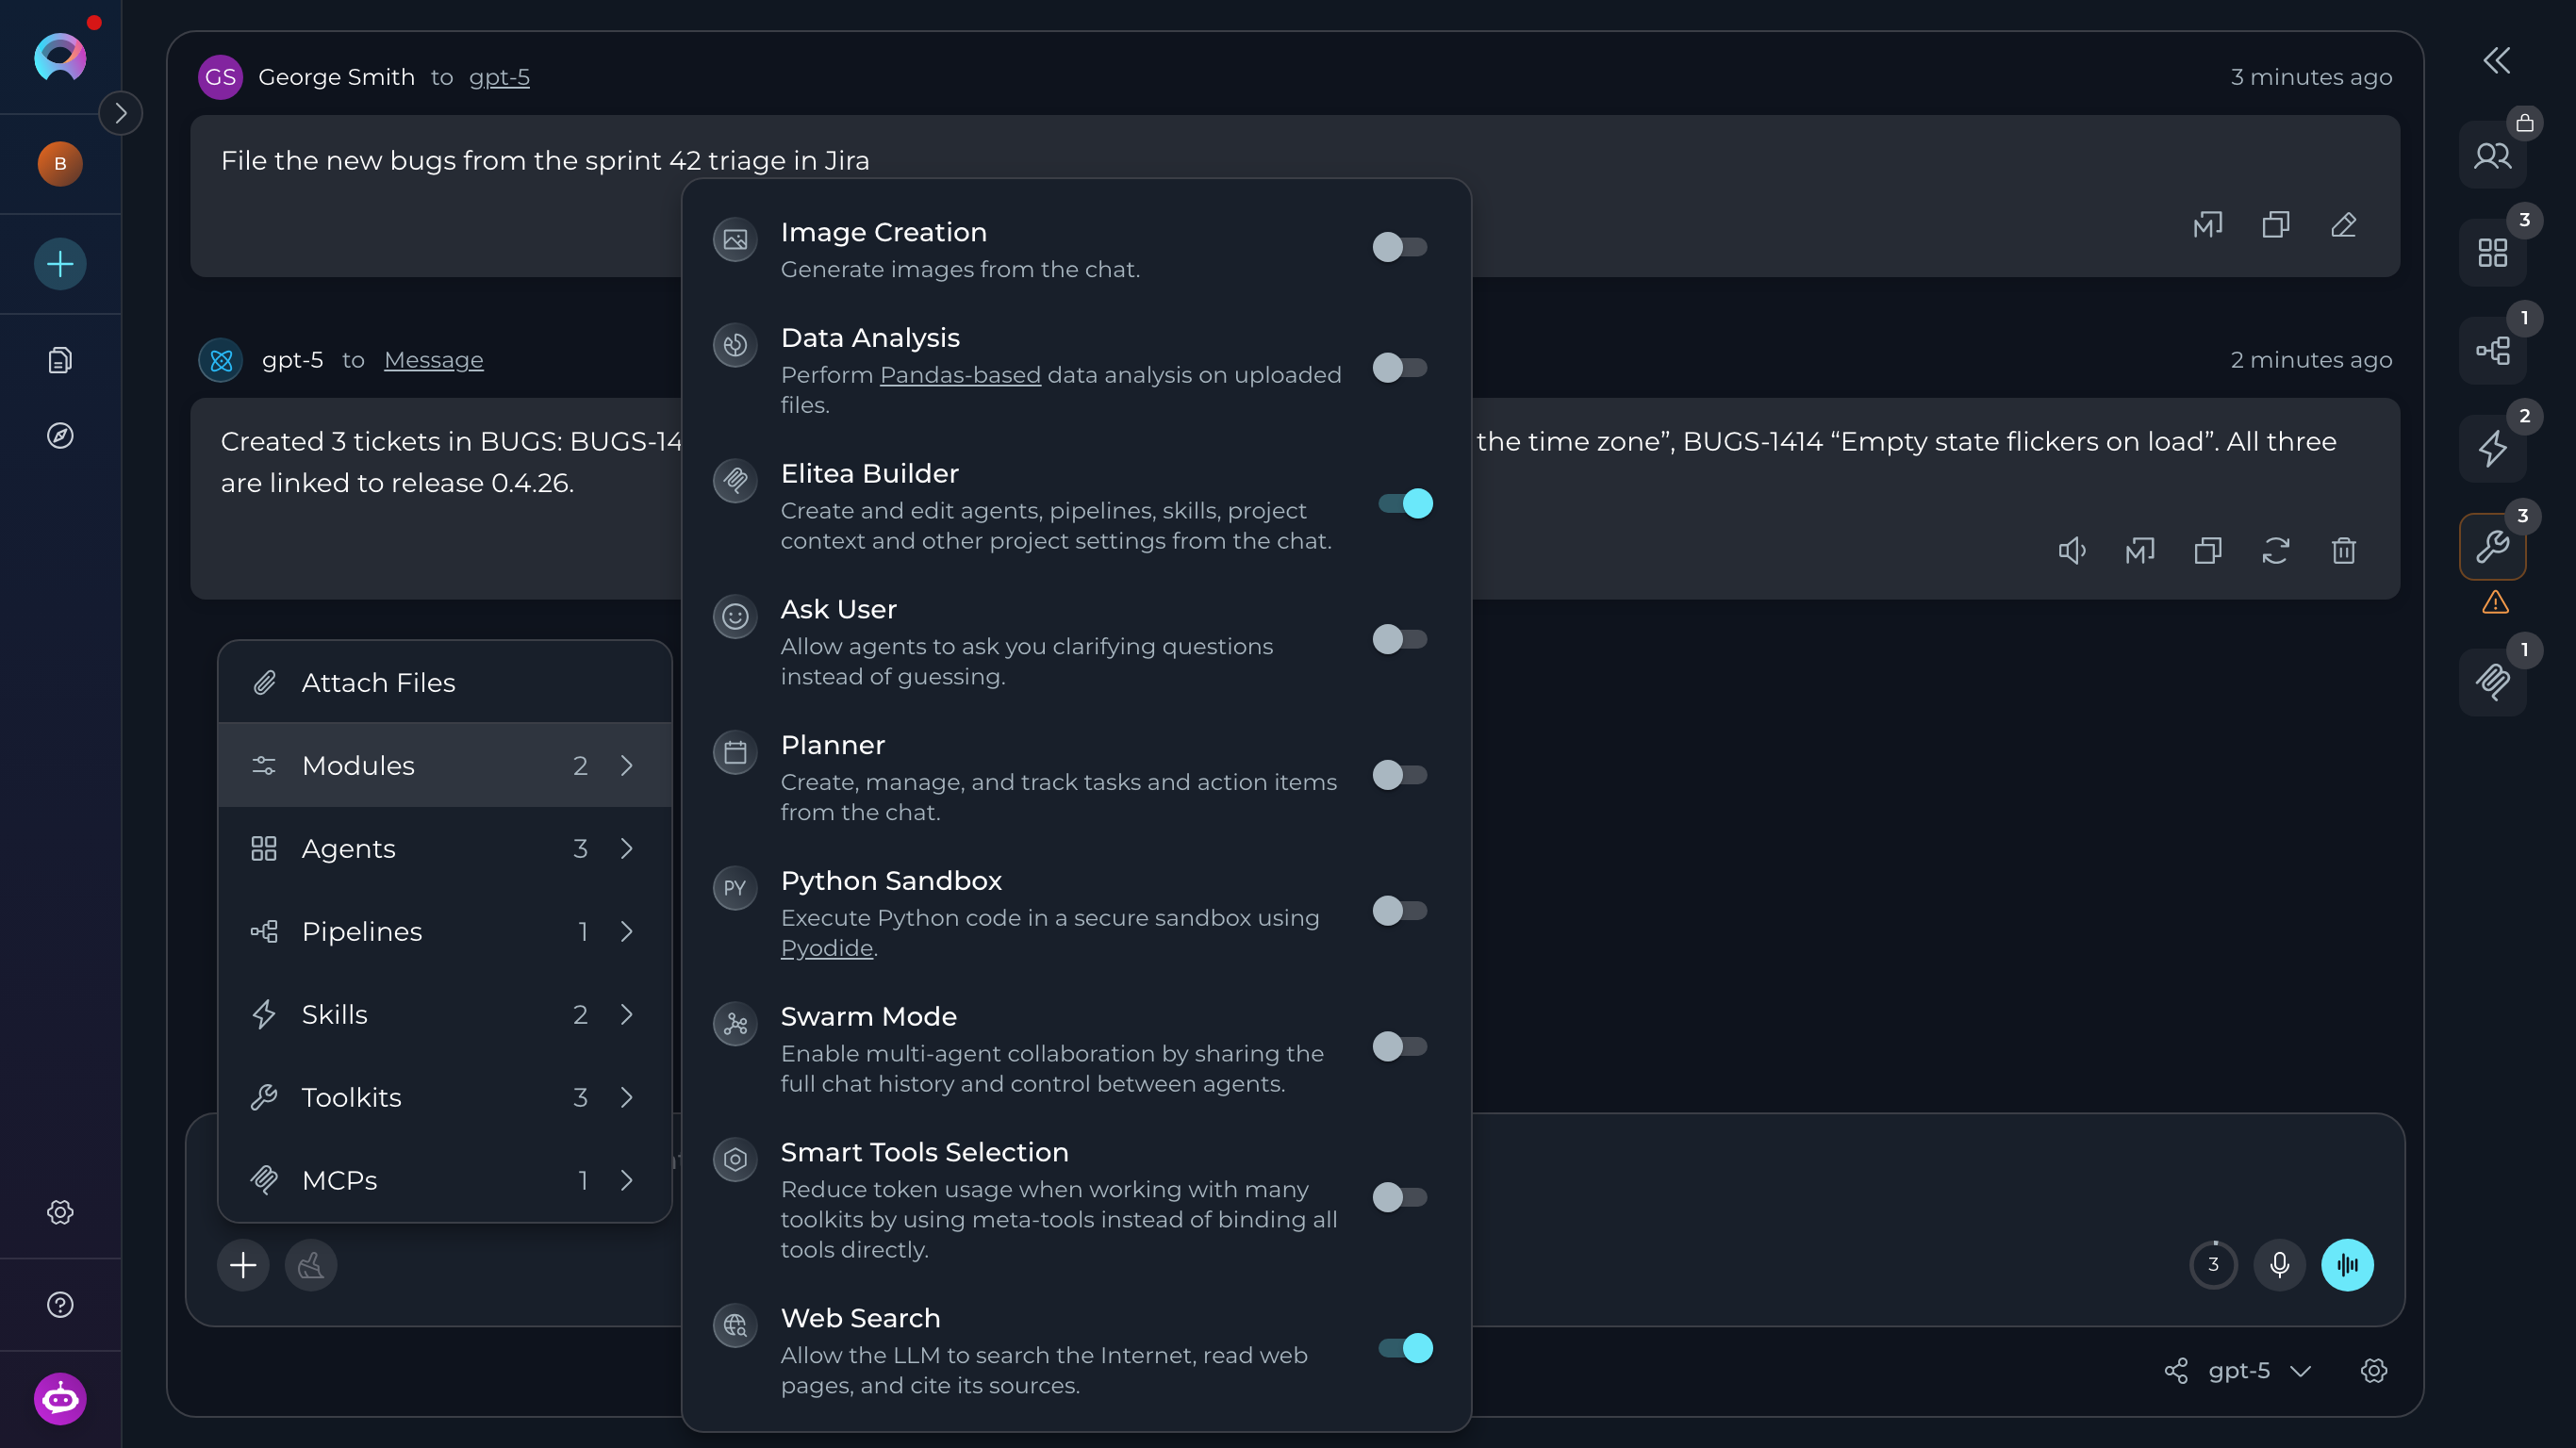 B
GS George Smith to gpt-5
3 minutes ago
File the new bugs from the sprint 42 triage in Jira
gpt-5 to Message
2 minutes ago
Created 3 tickets in BUGS: BUGS-14
the time zone”, BUGS-1414 “Empty state flickers on load”. All three
are linked to release 0.4.26.
Attach Files
Modules 2
Agents 3
Pipelines 1
Skills 2
Toolkits 3
MCPs 1
Image Creation
Generate images from the chat.
Data Analysis
Perform Pandas-based data analysis on uploaded
files.
Elitea Builder
Create and edit agents, pipelines, skills, project
context and other project settings from the chat.
Ask User
Allow agents to ask you clarifying questions
instead of guessing.
Planner
Create, manage, and track tasks and action items
from the chat.
PY
Python Sandbox
Execute Python code in a secure sandbox using
Pyodide.
Swarm Mode
Enable multi-agent collaboration by sharing the
full chat history and control between agents.
Smart Tools Selection
Reduce token usage when working with many
toolkits by using meta-tools instead of binding all
tools directly.
Web Search
Allow the LLM to search the Internet, read web
pages, and cite its sources.
3
gpt-5
3
1
2
3
1